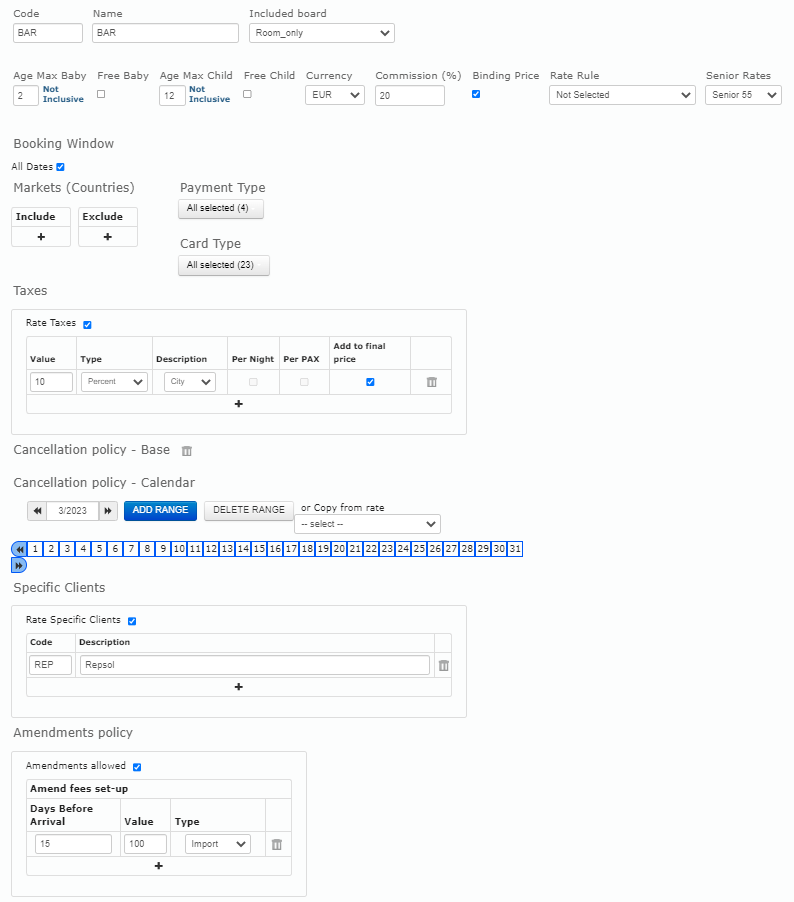 Code Name Included board
BAR BAR Room_only
Age Max Baby Free Baby Age Max Child Free Child Currency Commission (%) Binding Price Rate Rule Senior Rates
2 Not Inclusive 12 Not Inclusive EUR 20 Not Selected Senior 55
Booking Window
All Dates
Markets (Countries) Payment Type
Include Exclude All selected (4)
+ +
Card Type
All selected (23)
Taxes
Rate Taxes
Value Type Description Per Night Per PAX Add to final price
10 Percent City
+
Cancellation policy - Base
Cancellation policy - Calendar
3/2023 ADD RANGE DELETE RANGE or Copy from rate
-- select --
1 2 3 4 5 6 7 8 9 10 11 12 13 14 15 16 17 18 19 20 21 22 23 24 25 26 27 28 29 30 31
Specific Clients
Rate Specific Clients
Code Description
REP Repsol
+
Amendments policy
Amendments allowed
Amend fees set-up
Days Before Arrival Value Type
15 100 Import
+